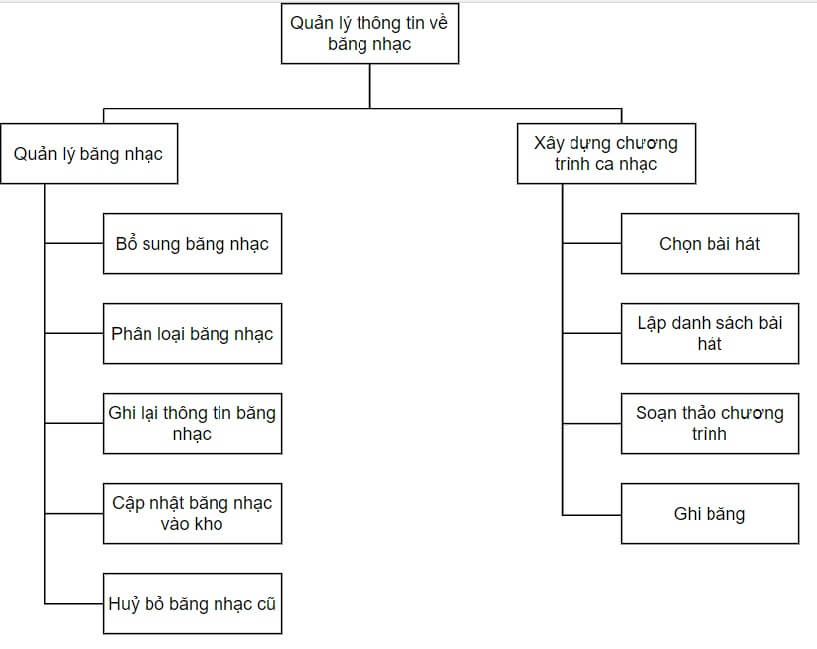 Quản lý thông tin về
băng nhạc
Quản lý băng nhạc
Xây dựng chương
trình ca nhạc
Bổ sung băng nhạc
Phân loại băng nhạc
Ghi lại thông tin băng
nhạc
Cập nhật băng nhạc
vào kho
Huỷ bỏ băng nhạc cũ
Chọn bài hát
Lập danh sách bài
hát
Soạn thảo chương
trình
Ghi băng